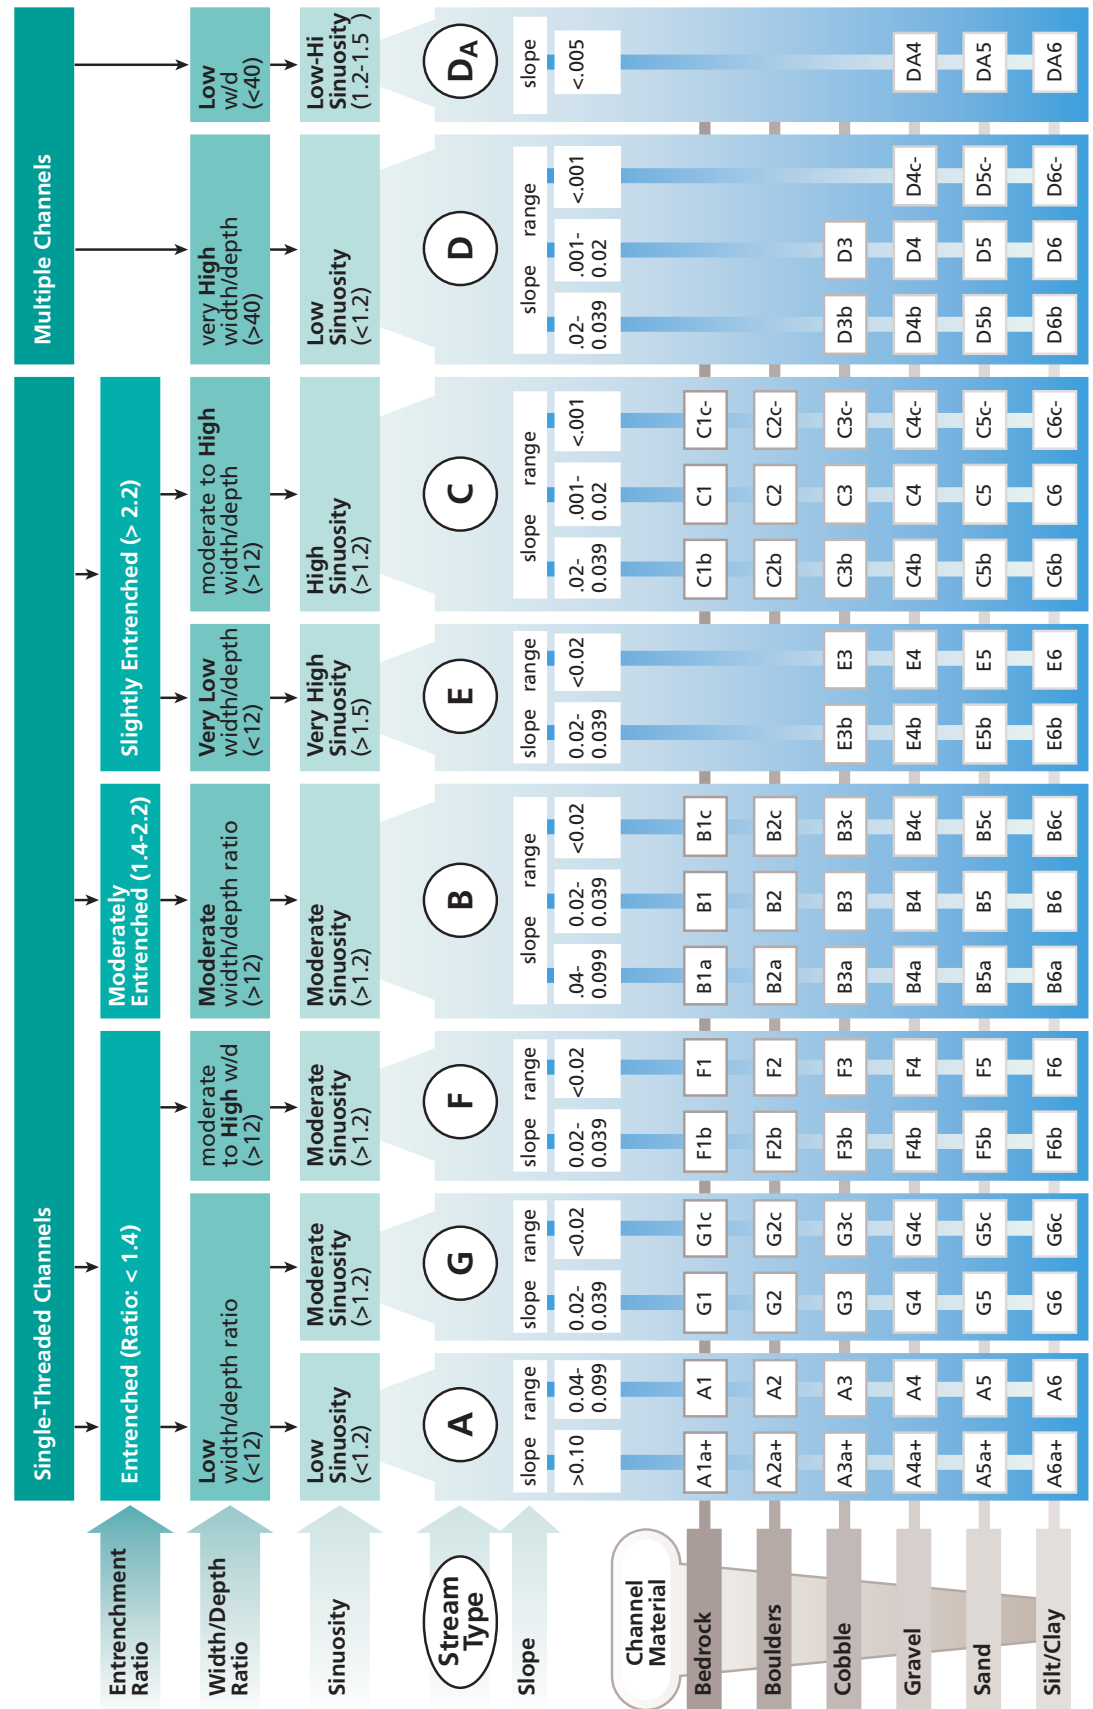 Single-Threaded Channels
Multiple Channels
Entrenchment
Ratio
Entrenched (Ratio: < 1.4)
Moderately
Entrenched (1.4-2.2)
Slightly Entrenched (> 2.2)
Width/Depth
Ratio
Low
width/depth ratio
(<12)
moderate
to High w/d
(>12)
Moderate
width/depth ratio
(>12)
Very Low
width/depth
(<12)
moderate to High
width/depth
(>12)
very High
width/depth
(>40)
Low
w/d
(<40)
Sinuosity
Low
Sinuosity
(<1.2)
Moderate
Sinuosity
(>1.2)
Moderate
Sinuosity
(>1.2)
Moderate
Sinuosity
(>1.2)
Very High
Sinuosity
(>1.5)
High
Sinuosity
(>1.2)
Low
Sinuosity
(<1.2)
Low-Hi
Sinuosity
(1.2-1.5 )
Stream
Type
A
G
F
B
E
C
D
DA
Slope
slope range
slope range
slope range
slope range
slope range
slope range
slope range
slope
>0.10
0.04-
0.099
0.02-
0.039
<0.02
0.02-
0.039
<0.02
.04-
0.099
0.02-
0.039
<0.02
0.02-
0.039
<0.02
.02-
0.039
.001-
0.02
<.001
.02-
0.039
.001-
0.02
<.001
<.005
Channel
Material
Bedrock
A1a+ A1 G1 G1c F1b F1 B1a B1 B1c C1b C1 C1c-
Boulders
A2a+ A2 G2 G2c F2b F2 B2a B2 B2c C2b C2 C2c-
Cobble
A3a+ A3 G3 G3c F3b F3 B3a B3 B3c E3b E3 C3b C3 C3c- D3b D3
Gravel
A4a+ A4 G4 G4c F4b F4 B4a B4 B4c E4b E4 C4b C4 C4c- D4b D4 D4c- DA4
Sand
A5a+ A5 G5 G5c F5b F5 B5a B5 B5c E5b E5 C5b C5 C5c- D5b D5 D5c- DA5
Silt/Clay
A6a+ A6 G6 G6c F6b F6 B6a B6 B6c E6b E6 C6b C6 C6c- D6b D6 D6c- DA6